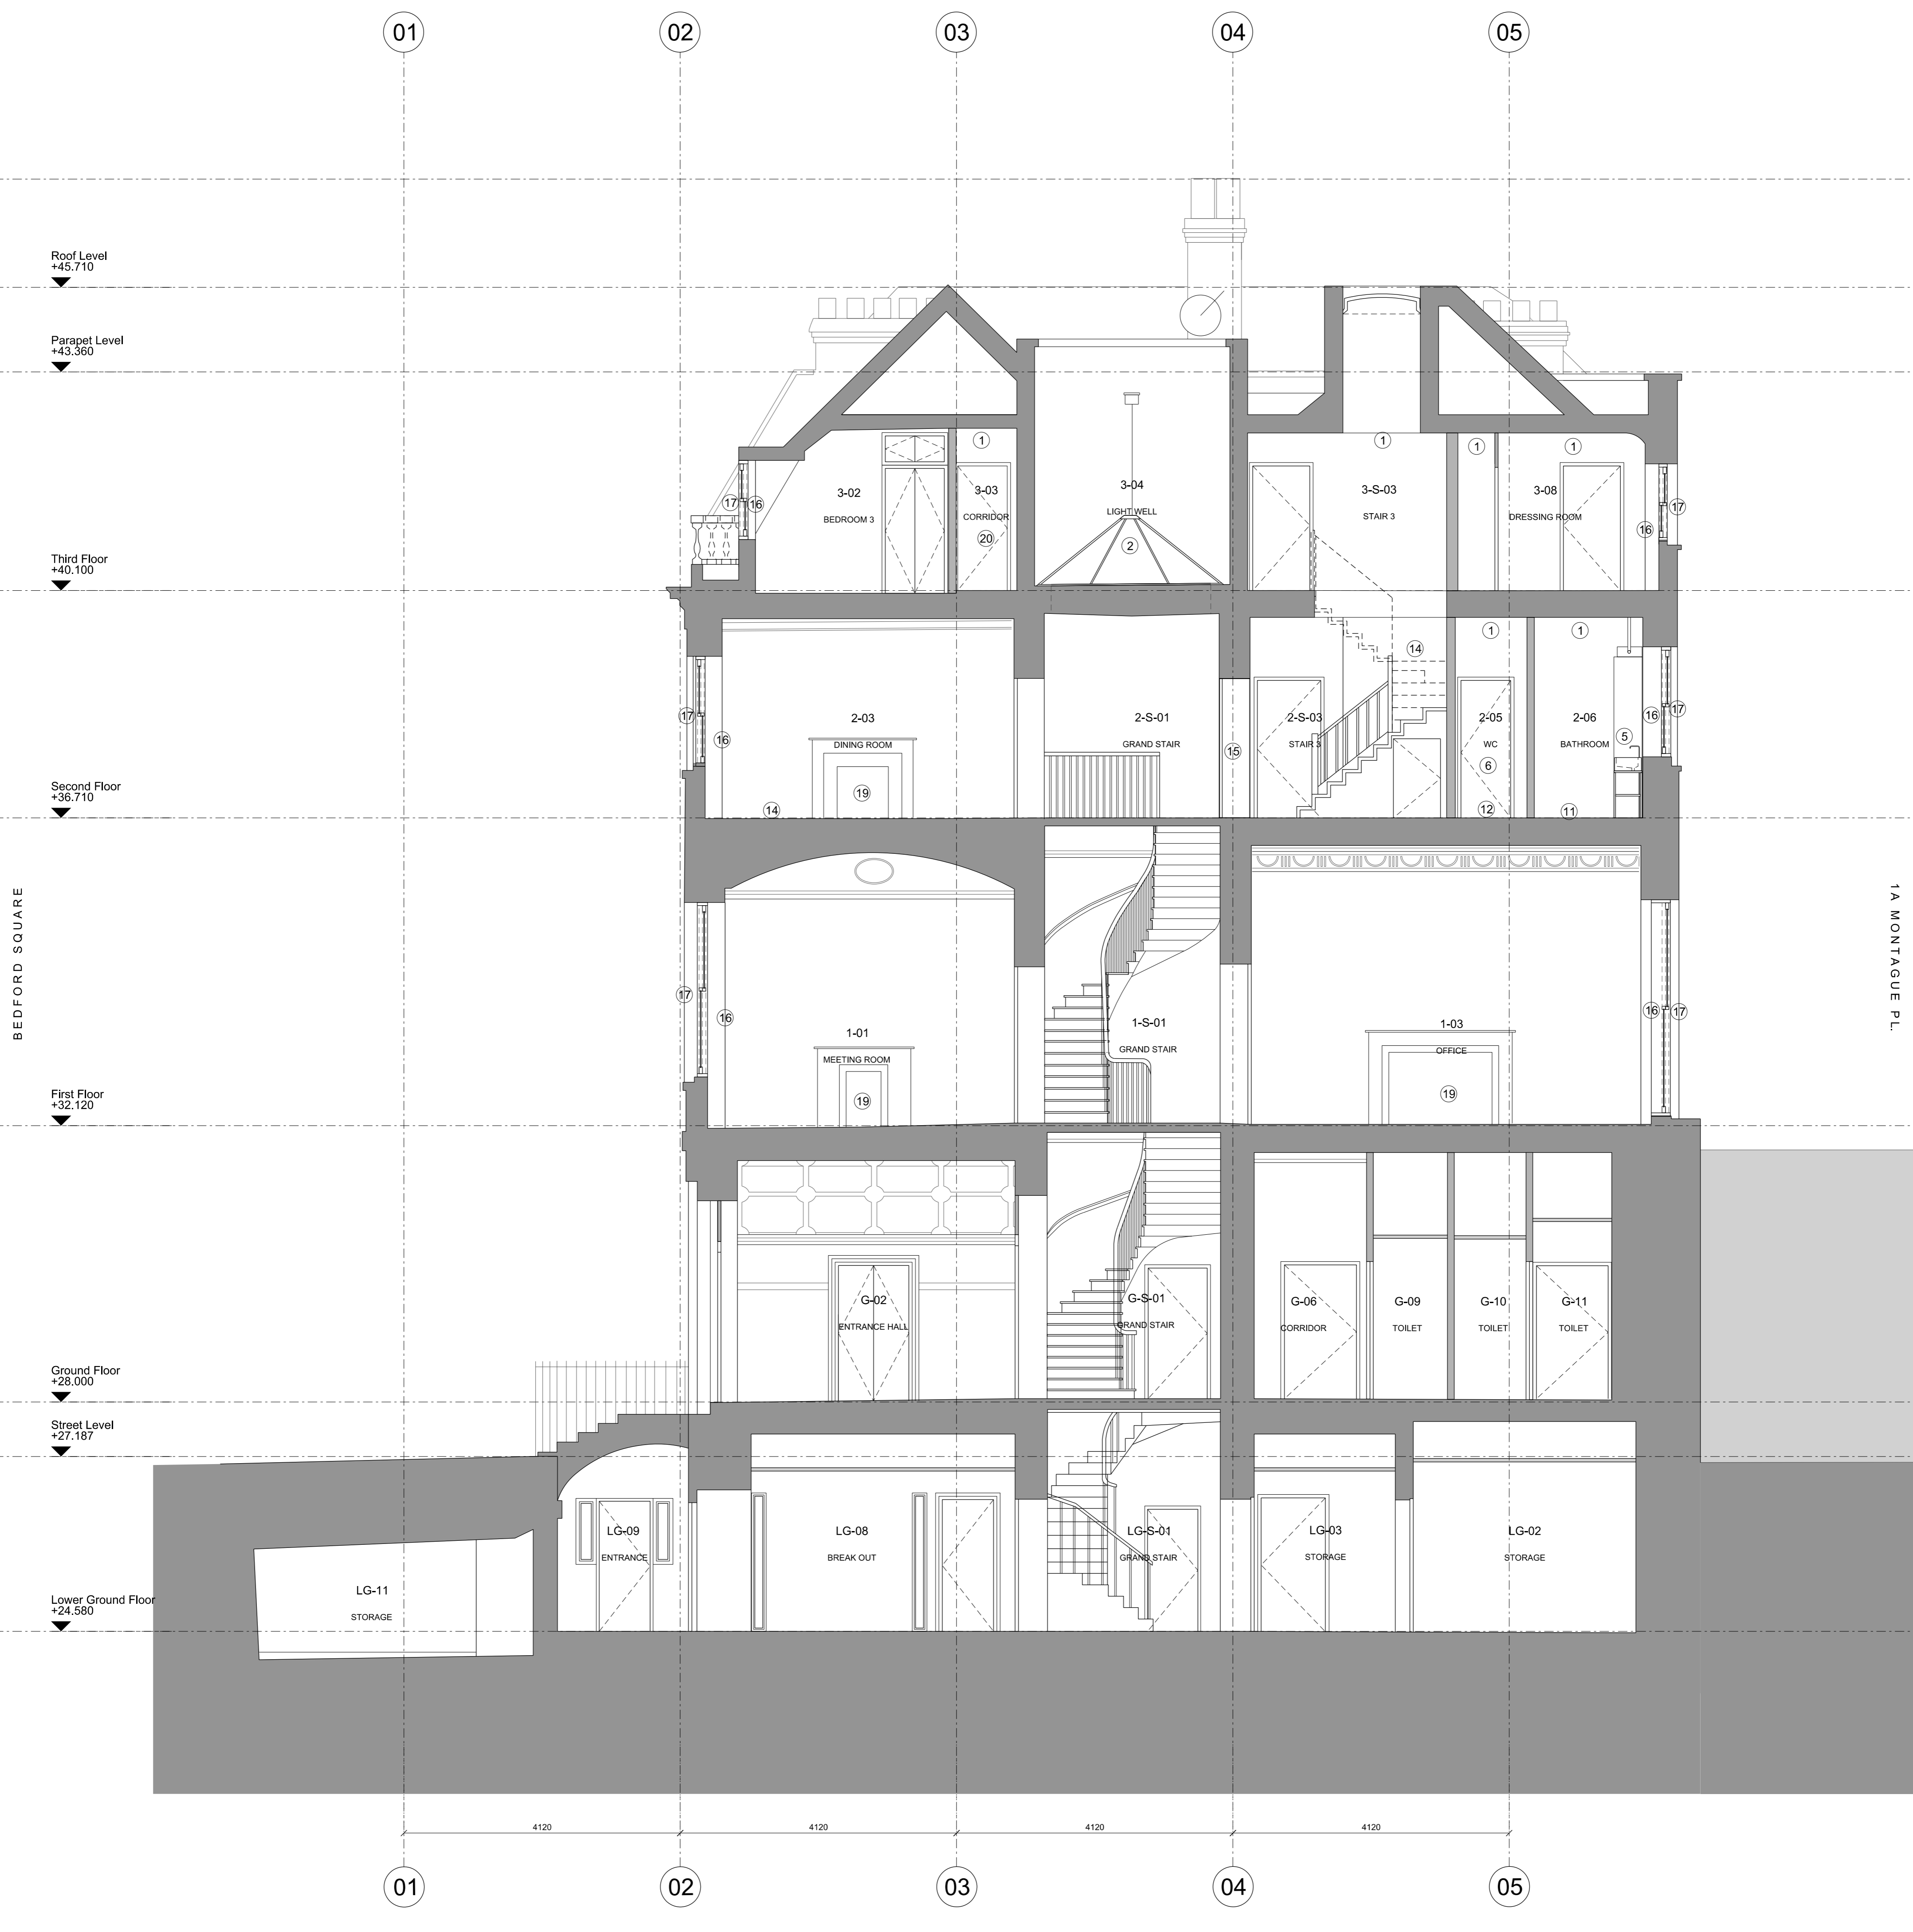 01 02 03 04 05
Roof Level
+45.710
Parapet Level
+43.360
1 1 1 1
3-02 3-03 3-04 3-S-03 3-08
BEDROOM 3 CORRIDOR LIGHT WELL STAIR 3 DRESSING ROOM
17 16 20 2 16 17
Third Floor
+40.100
1 1
14
2-03 2-S-01 2-S-03 2-05 2-06
DINING ROOM GRAND STAIR STAIR 3 WC BATHROOM
17 16 15 16 17 5
19 6
14 12 11
Second Floor
+36.710
BEDFORD SQUARE
1A MONTAGUE PL.
17 16 16 17
1-01 1-S-01 1-03
MEETING ROOM GRAND STAIR OFFICE
19 19
First Floor
+32.120
G-02 G-S-01 G-06 G-09 G-10 G-11
ENTRANCE HALL GRAND STAIR CORRIDOR TOILET TOILET TOILET
Ground Floor
+28.000
Street Level
+27.187
LG-09 LG-08 LG-S-01 LG-03 LG-02
ENTRANCE BREAK OUT GRAND STAIR STORAGE STORAGE
LG-11
STORAGE
Lower Ground Floor
+24.580
4120 4120 4120 4120
01 02 03 04 05